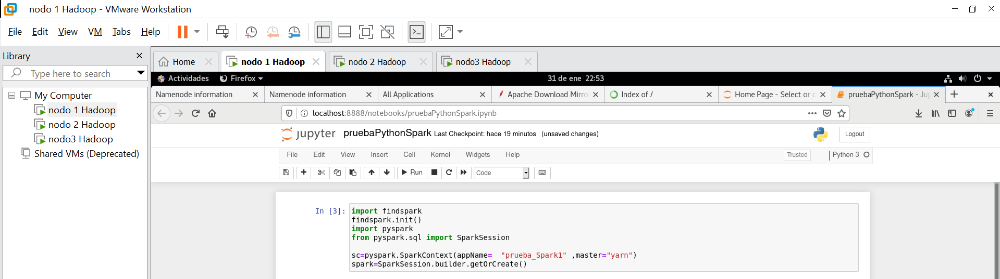 nodo 1 Hadoop - VMware Workstation
File Edit View VM Tabs Help
Library
Type here to search
My Computer
nodo 1 Hadoop
nodo 2 Hadoop
nodo3 Hadoop
Shared VMs (Deprecated)
Home nodo 1 Hadoop nodo 2 Hadoop nodo3 Hadoop
Actividades Firefox 31 de ene 22:53
Namenode information Namenode information All Applications Apache Download Mirro Index of / Home Page - Select or c pruebaPythonSpark - Jup
localhost:8888/notebooks/pruebaPythonSpark.ipynb
jupyter pruebaPythonSpark Last Checkpoint: hace 19 minutos (unsaved changes) Logout
File Edit View Insert Cell Kernel Widgets Help Trusted Python 3
Run Code
In [3]: import findspark
findspark.init()
import pyspark
from pyspark.sql import SparkSession
sc=pyspark.SparkContext(appName=  "prueba_Spark1" ,master="yarn")
spark=SparkSession.builder.getOrCreate()